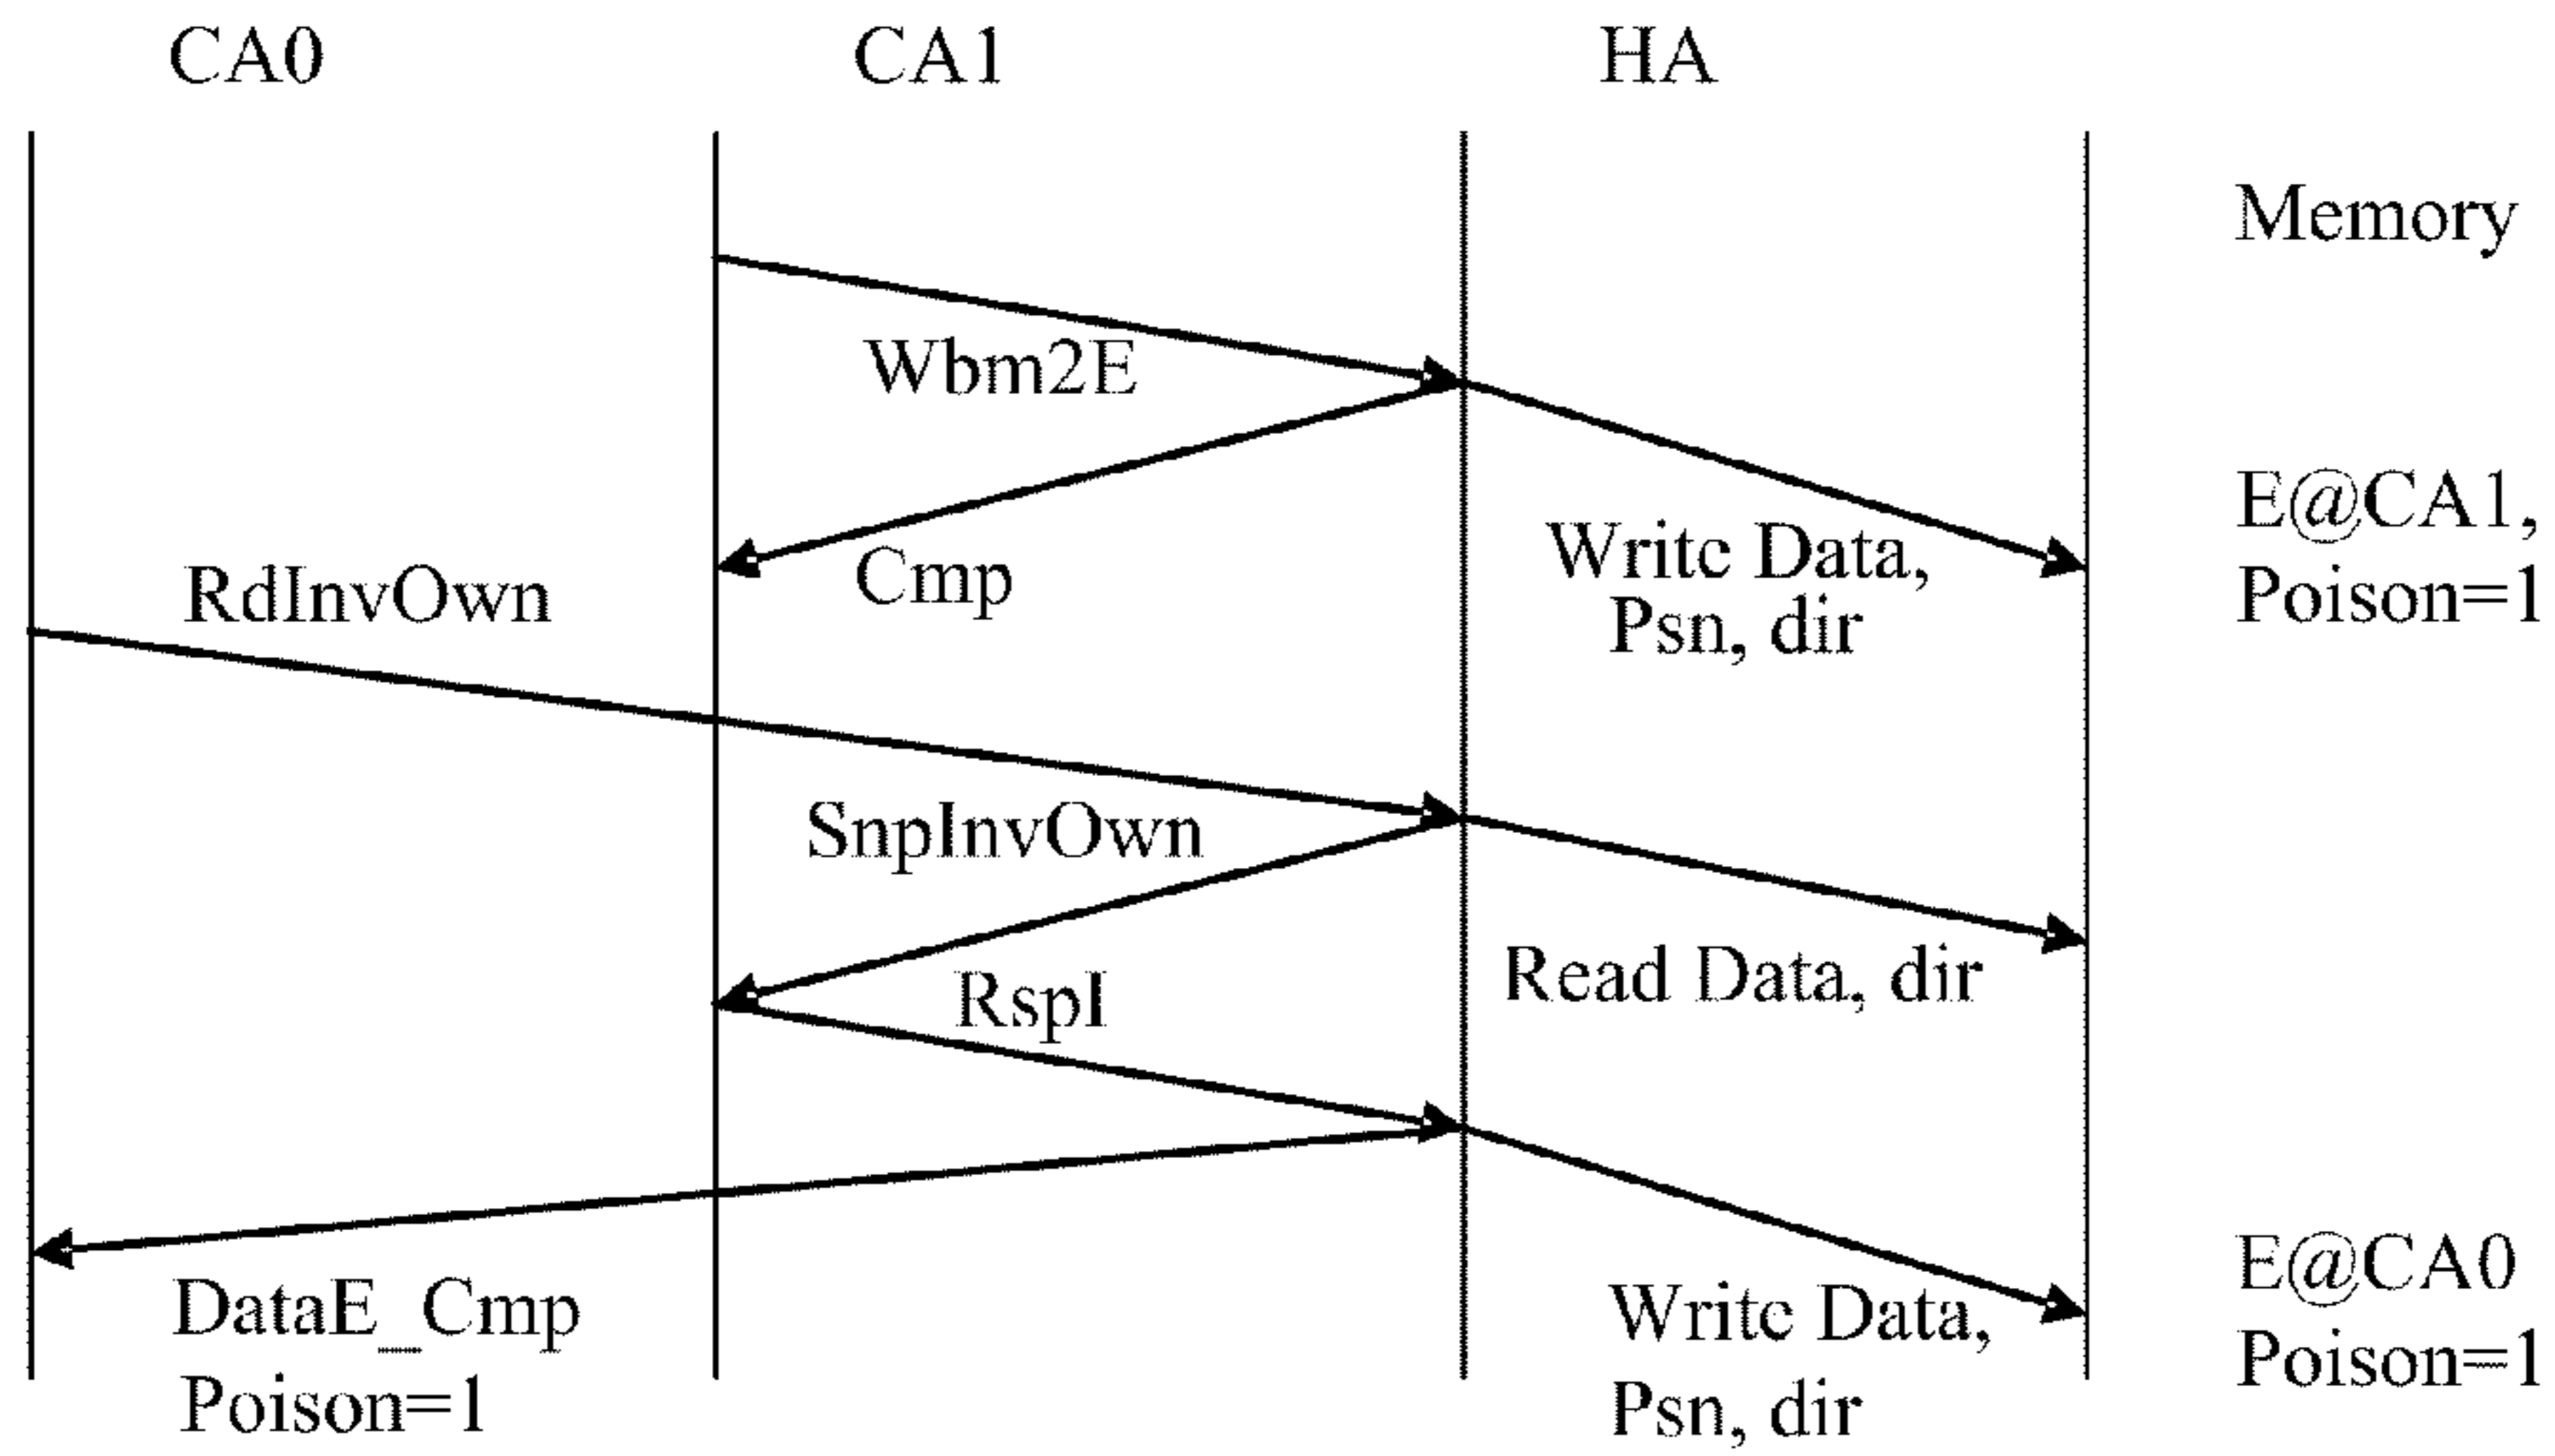 CA0
CA1
HA
Memory
Wbm2E
E@CA1,
Poison=1
Cmp
Write Data,
Psn, dir
RdInvOwn
SnpInvOwn
Read Data, dir
RspI
E@CA0
Poison=1
DataE_Cmp
Poison=1
Write Data,
Psn, dir